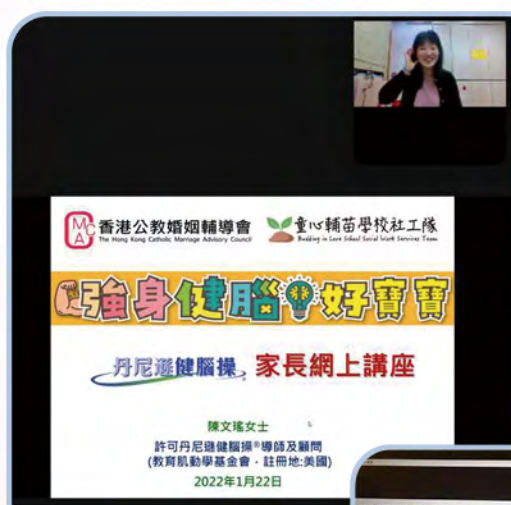 MCAC
香港公教婚姻輔導會
The Hong Kong Catholic Marriage Advisory Council
童心輔苗學校社工隊
Budding in Love School Social Work Services Team
強身健腦好寶寶
丹尼遜健腦操® 家長網上講座
陳文瑤女士
許可丹尼遜健腦操®導師及顧問
(教育肌動學基金會‧註冊地:美國)
2022年1月22日